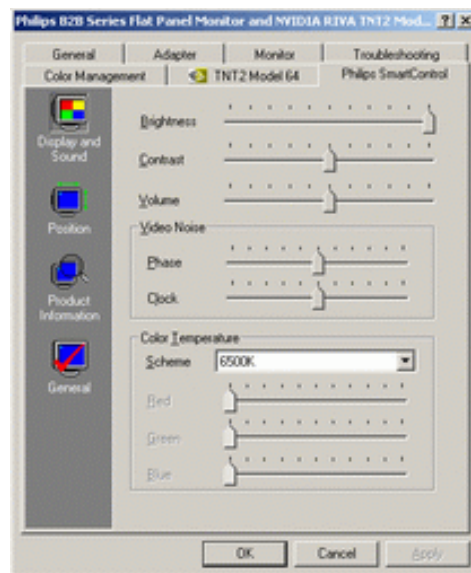 Philips B2B Series Flat Panel Monitor and NVIDIA RIVA TNT2 Mod...
General Adapter Monitor Troubleshooting
Color Management TNT2 Model 64 Philips SmartControl
Display and
Sound
Position
Product
Information
General
Brightness
Contrast
Volume
Video Noise
Phase
Clock
Color Temperature
Scheme 6500K
Red
Green
Blue
OK Cancel Apply